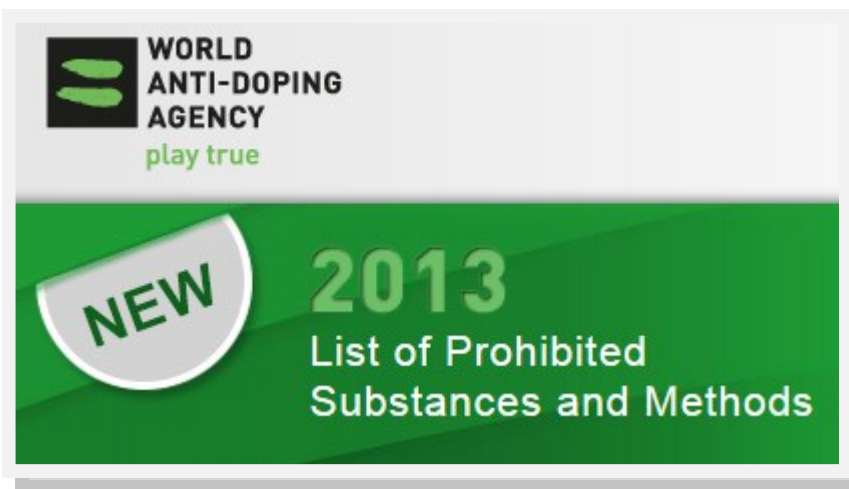 WORLD
ANTI-DOPING
AGENCY
play true
NEW
2013
List of Prohibited
Substances and Methods